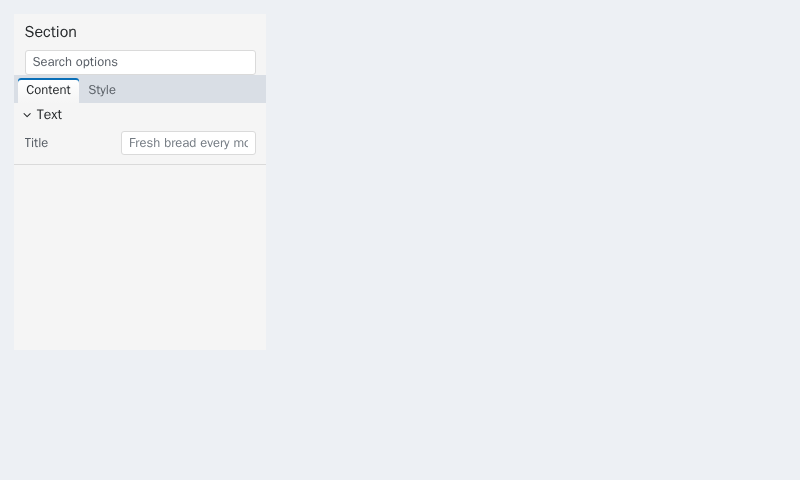 Section
Search options
Content Style
Text
Title
Fresh bread every mo